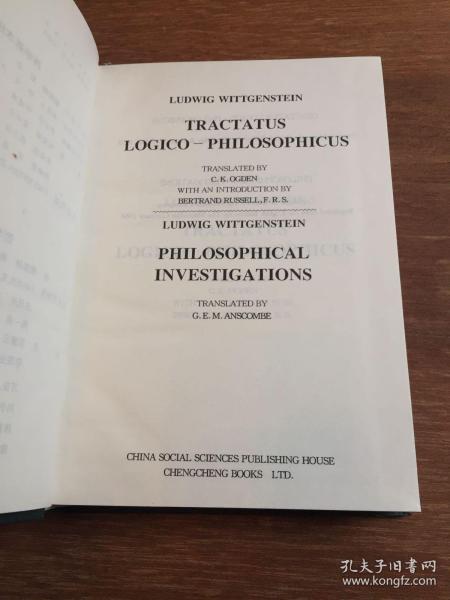 LUDWIG WITTGENSTEIN
TRACTATUS
LOGICO – PHILOSOPHICUS
TRANSLATED BY
C. K. OGDEN
WITH AN INTRODUCTION BY
BERTRAND RUSSELL, F. R. S.
LUDWIG WITTGENSTEIN
PHILOSOPHICAL
INVESTIGATIONS
TRANSLATED BY
G. E. M. ANSCOMBE
CHINA SOCIAL SCIENCES PUBLISHING HOUSE
CHENGCHENG BOOKS LTD.
孔夫子旧书网
www.kongfz.com